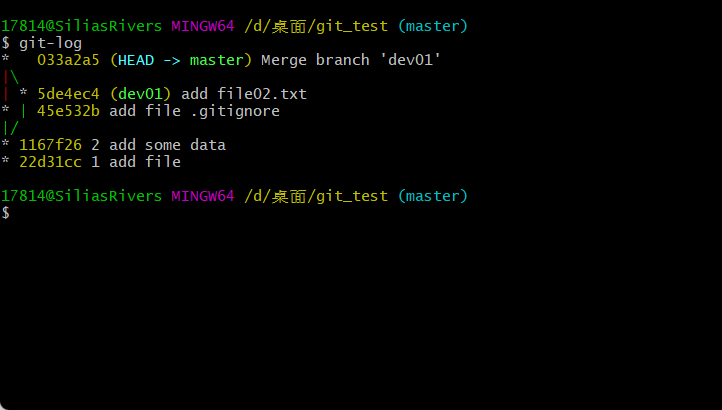 17814@SiliasRivers MINGW64 /d/桌面/git_test (master)
$ git-log
*   033a2a5 (HEAD -> master) Merge branch 'dev01'
|\
| * 5de4ec4 (dev01) add file02.txt
* | 45e532b add file .gitignore
|/
* 1167f26 2 add some data
* 22d31cc 1 add file
17814@SiliasRivers MINGW64 /d/桌面/git_test (master)
$